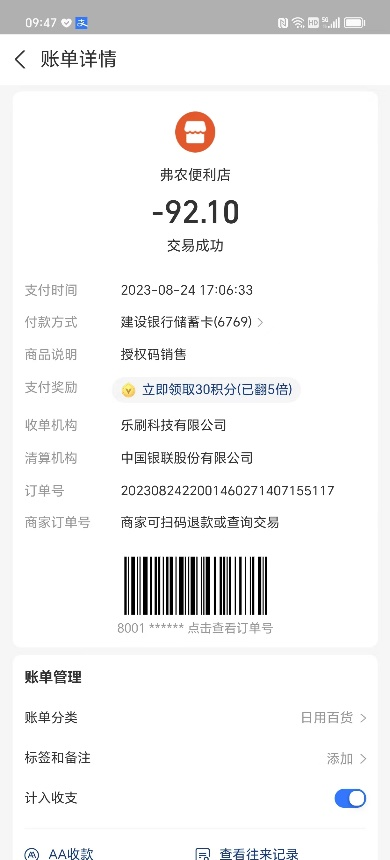 09:47
HD 5G
账单详情
弗农便利店
-92.10
交易成功
支付时间 2023-08-24 17:06:33
付款方式 建设银行储蓄卡(6769)
商品说明 授权码销售
支付奖励 立即领取30积分(已翻5倍)
收单机构 乐刷科技有限公司
清算机构 中国银联股份有限公司
订单号 2023082422001460271407155117
商家订单号 商家可扫码退款或查询交易
8001 ****** 点击查看订单号
账单管理
账单分类 日用百货
标签和备注 添加
计入收支
AA收款 查看往来记录